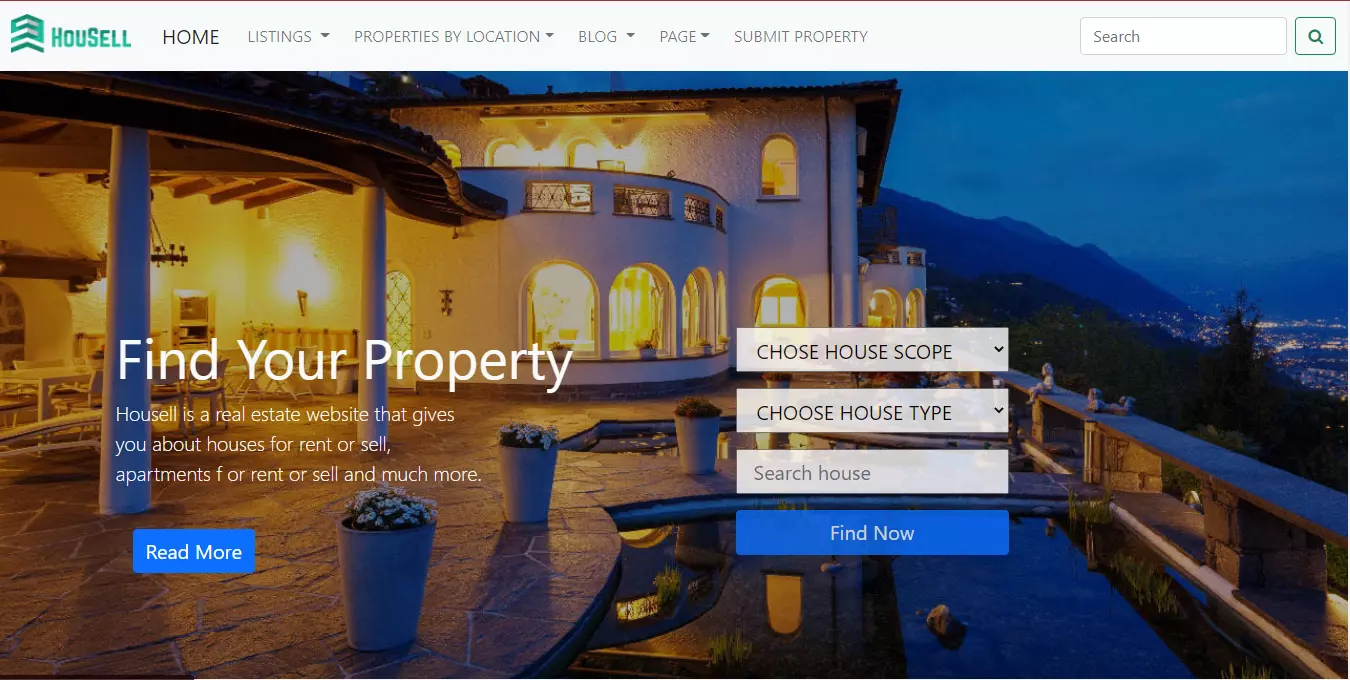 HOUSELL HOME LISTINGS PROPERTIES BY LOCATION BLOG PAGE SUBMIT PROPERTY Search
Find Your Property
Housell is a real estate website that gives
you about houses for rent or sell,
apartments f or rent or sell and much more.
Read More
CHOSE HOUSE SCOPE
CHOOSE HOUSE TYPE
Search house
Find Now